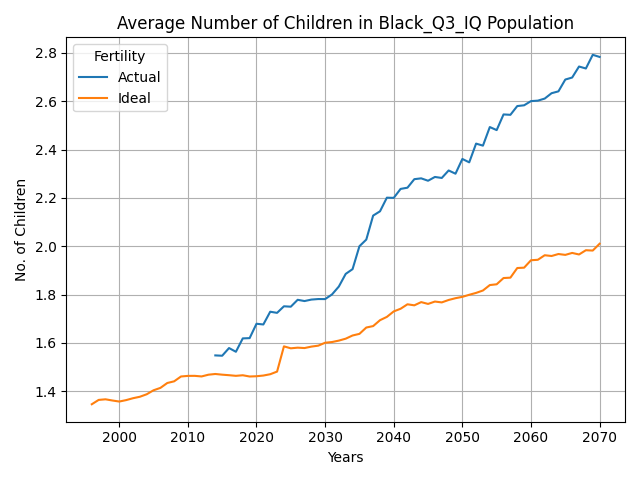 Average Number of Children in Black_Q3_IQ Population
Fertility
Actual
Ideal
No. of Children
2.8
2.6
2.4
2.2
2.0
1.8
1.6
1.4
2000 2010 2020 2030 2040 2050 2060 2070
Years